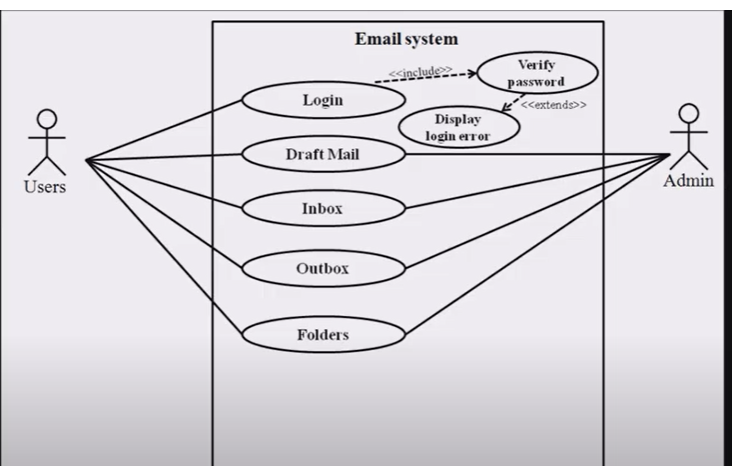 Email system
<<include>>
Verify
password
Login
<<extends>>
Display
login error
Draft Mail
Users
Admin
Inbox
Outbox
Folders